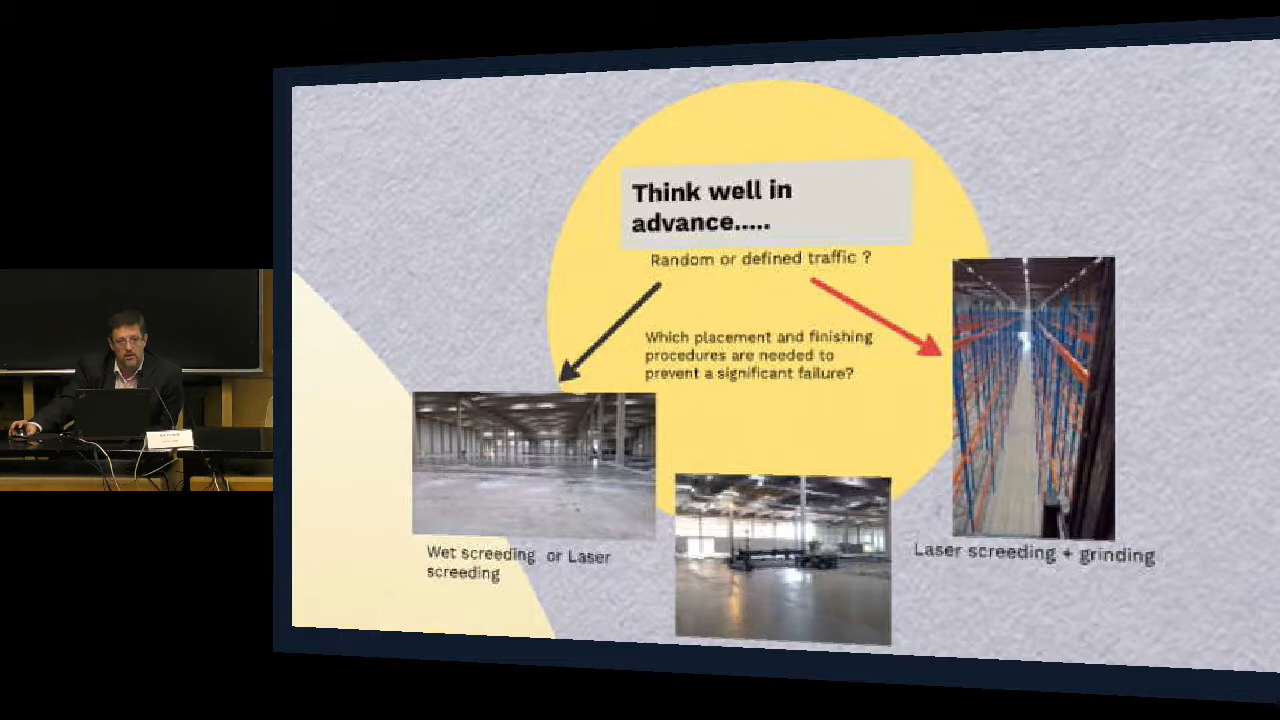 Think well in
advance.....
Random or defined traffic ?
Which placement and finishing
procedures are needed to
prevent a significant failure?
Wet screeding or Laser
screeding
Laser screeding + grinding